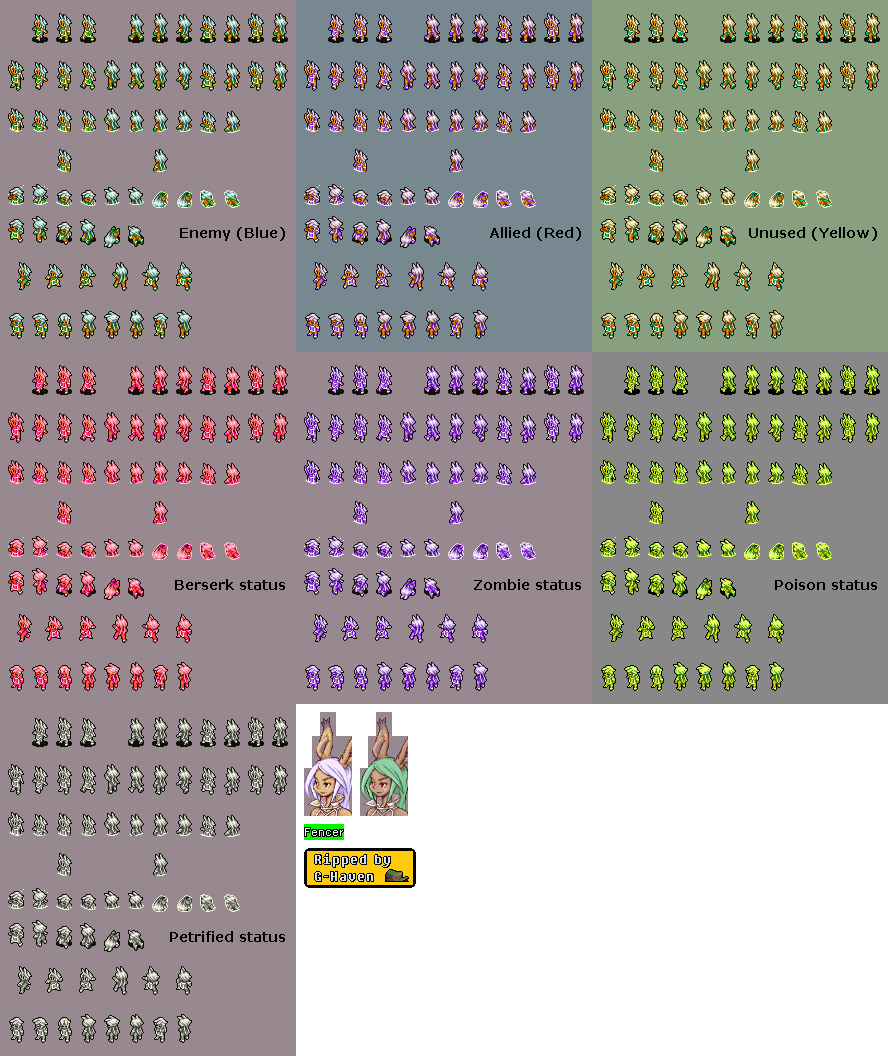 Enemy (Blue)
Allied (Red)
Unused (Yellow)
Berserk status
Zombie status
Poison status
Petrified status
Fencer
Ripped by
G-Haven